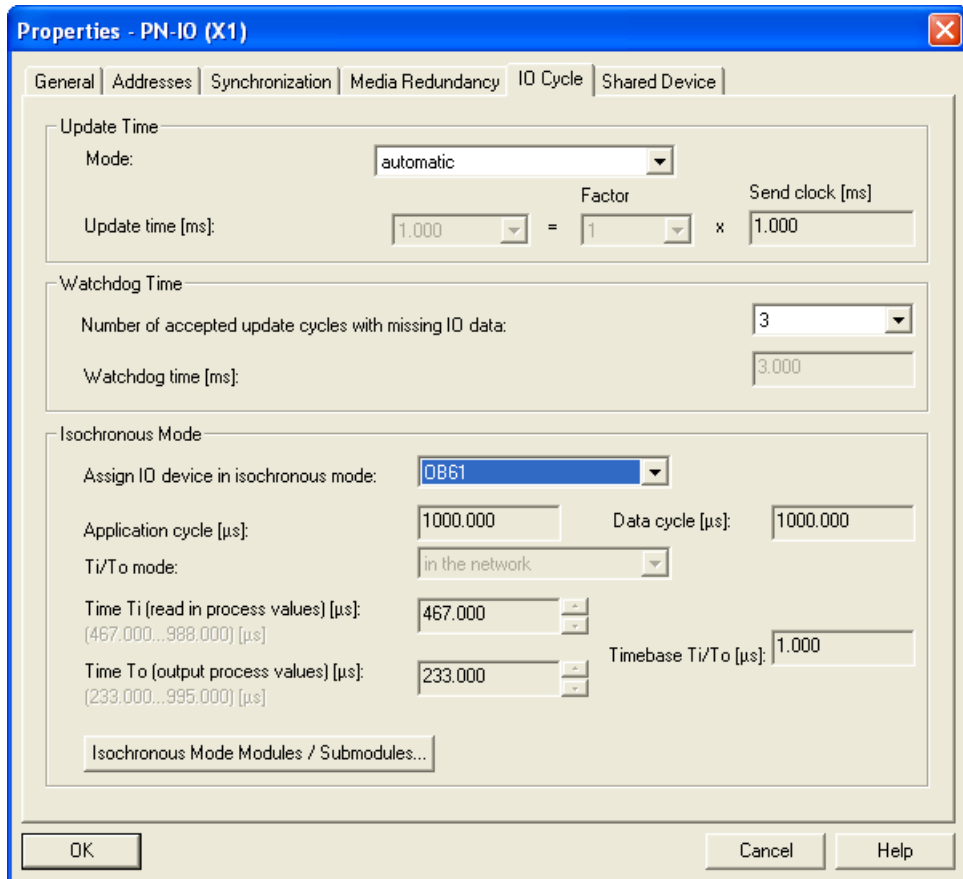 Properties - PN-IO (X1)
General Addresses Synchronization Media Redundancy IO Cycle Shared Device
Update Time
Mode: automatic
Factor Send clock [ms]
Update time [ms]: 1.000 = 1 x 1.000
Watchdog Time
Number of accepted update cycles with missing IO data: 3
Watchdog time [ms]: 3.000
Isochronous Mode
Assign IO device in isochronous mode: OB61
Application cycle [µs]: 1000.000 Data cycle [µs]: 1000.000
Ti/To mode: in the network
Time Ti (read in process values) [µs]: 467.000
(467.000...988.000) [µs]
Timebase Ti/To [µs]: 1.000
Time To (output process values) [µs]: 233.000
(233.000...995.000) [µs]
Isochronous Mode Modules / Submodules...
OK Cancel Help